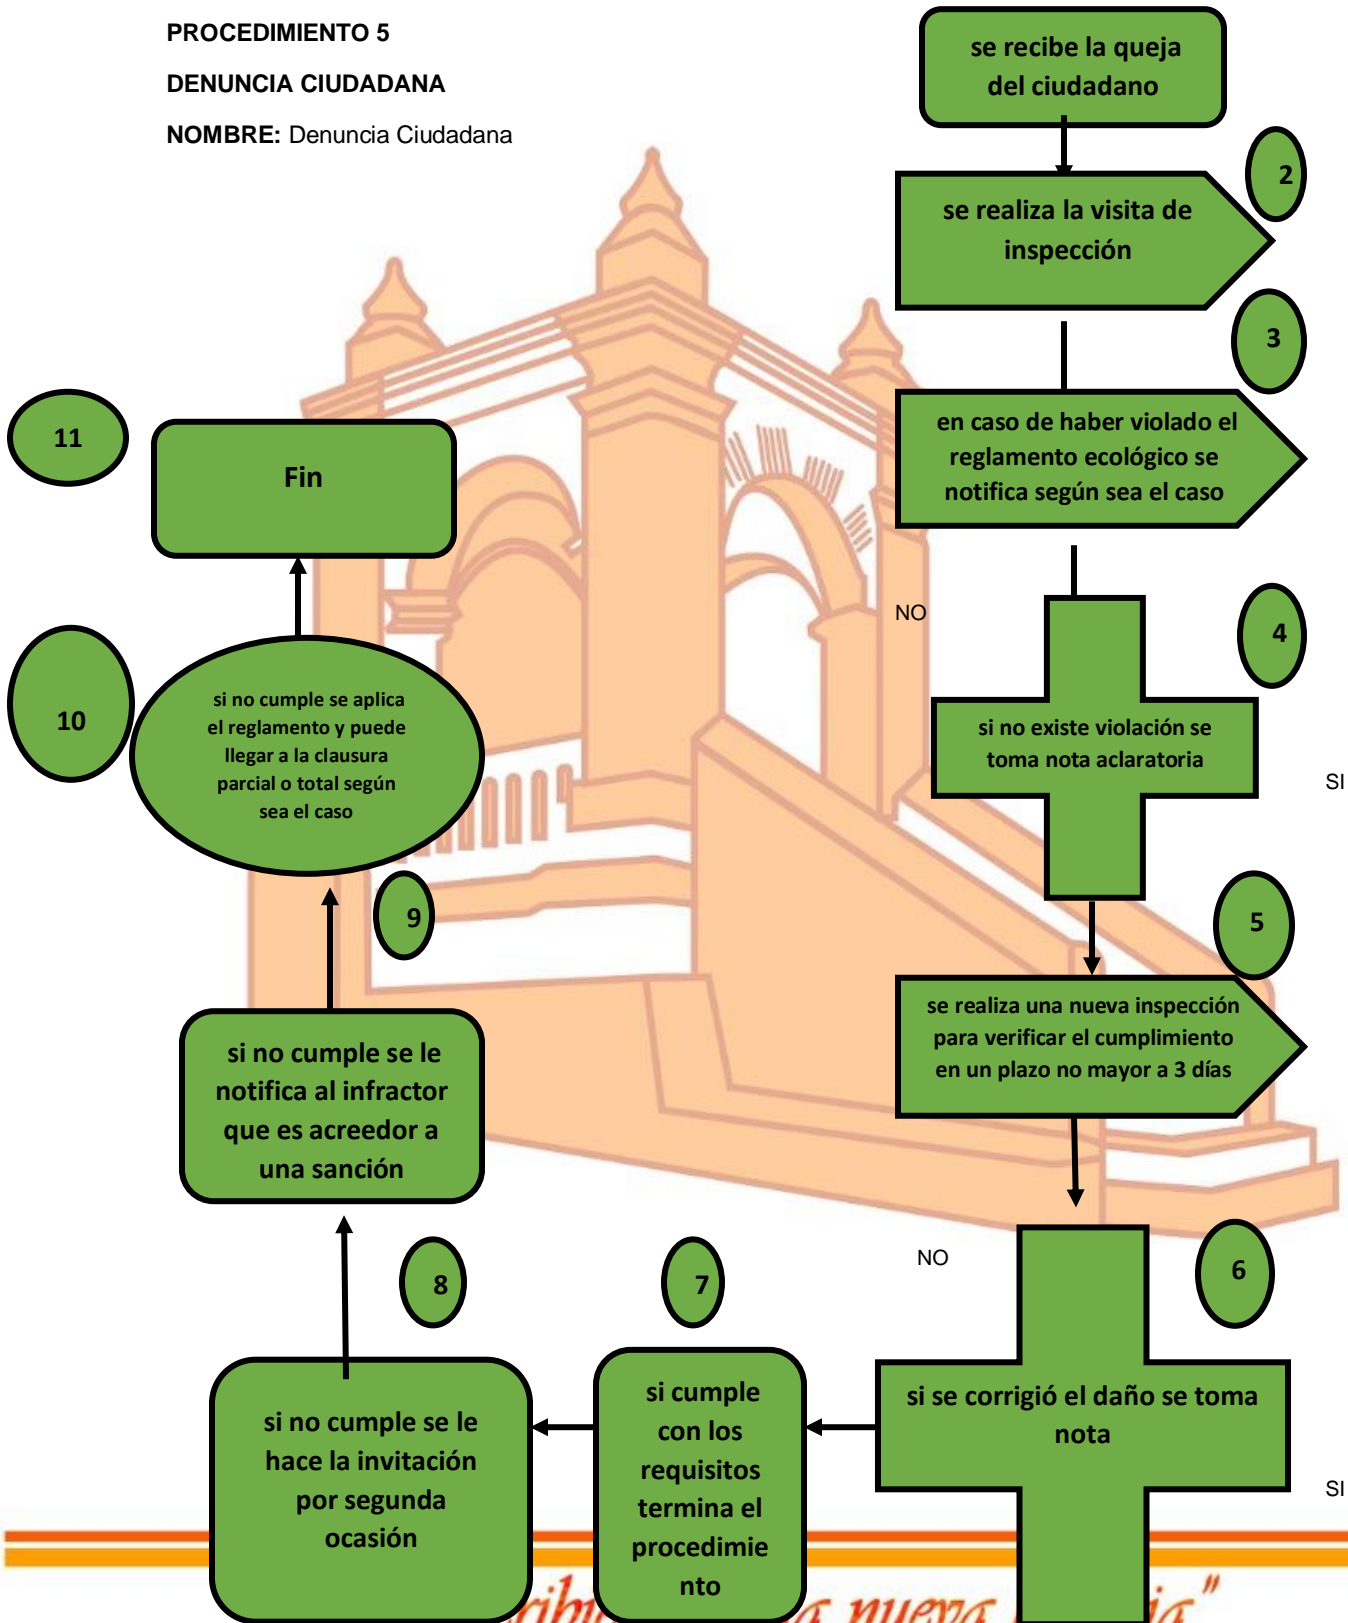 PROCEDIMIENTO 5
DENUNCIA CIUDADANA
NOMBRE: Denuncia Ciudadana
se recibe la queja
del ciudadano
2
se realiza la visita de
inspección
3
en caso de haber violado el
reglamento ecológico se
notifica según sea el caso
NO
4
si no existe violación se
toma nota aclaratoria
SI
5
se realiza una nueva inspección
para verificar el cumplimiento
en un plazo no mayor a 3 días
NO
6
si se corrigió el daño se toma
nota
SI
7
si cumple
con los
requisitos
termina el
procedimie
nto
8
si no cumple se le
hace la invitación
por segunda
ocasión
9
si no cumple se le
notifica al infractor
que es acreedor a
una sanción
10
si no cumple se aplica
el reglamento y puede
llegar a la clausura
parcial o total según
sea el caso
11
Fin
nueva